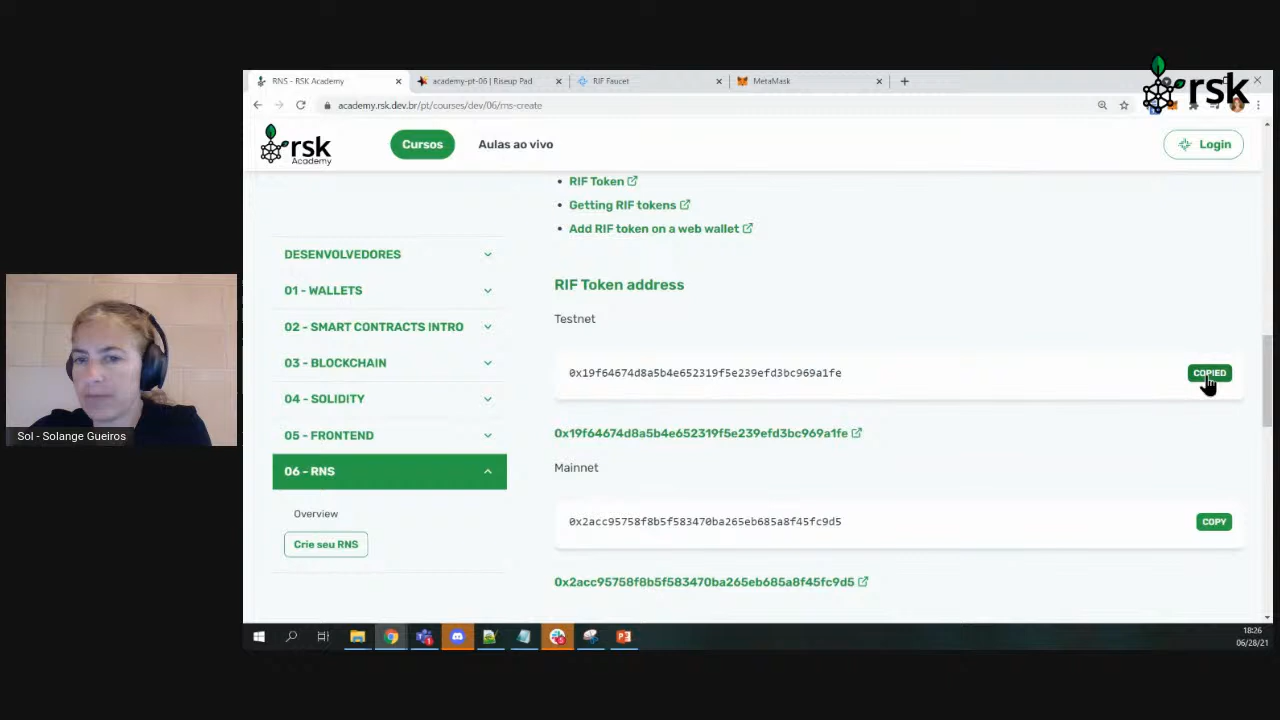 rsk
RNS - RSK Academy
academy-pt-06 | Riseup Pad
RIF Faucet
MetaMask
academy.rsk.dev.br/pt/courses/dev/06/rns-create
rsk
Academy
Cursos
Aulas ao vivo
Login
RIF Token
Getting RIF tokens
Add RIF token on a web wallet
DESENVOLVEDORES
01 - WALLETS
02 - SMART CONTRACTS INTRO
03 - BLOCKCHAIN
04 - SOLIDITY
05 - FRONTEND
06 - RNS
Overview
Crie seu RNS
RIF Token address
Testnet
0x19f64674d8a5b4e652319f5e239efd3bc969a1fe
COPIED
0x19f64674d8a5b4e652319f5e239efd3bc969a1fe
Mainnet
0x2acc95758f8b5f583470ba265eb685a8f45fc9d5
COPY
0x2acc95758f8b5f583470ba265eb685a8f45fc9d5
Sol - Solange Gueiros
18:26
06/28/21